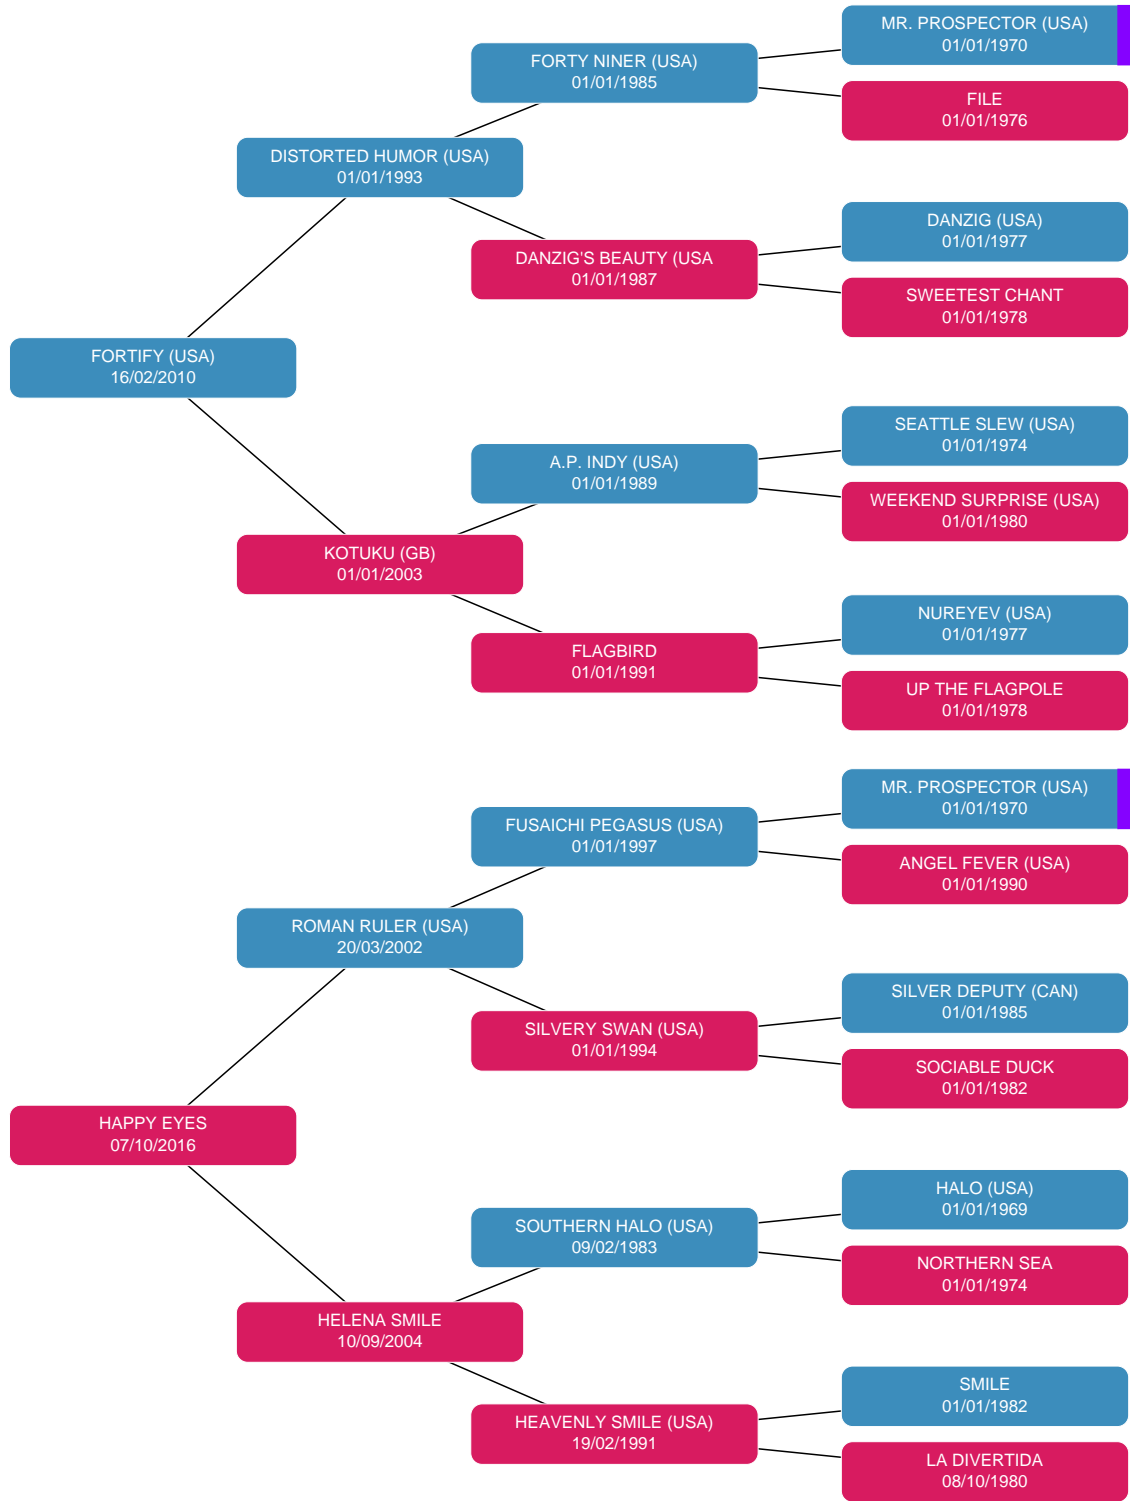 MR. PROSPECTOR (USA)
01/01/1970
FORTY NINER (USA)
01/01/1985
FILE
01/01/1976
DISTORTED HUMOR (USA)
01/01/1993
DANZIG (USA)
01/01/1977
DANZIG'S BEAUTY (USA
01/01/1987
SWEETEST CHANT
01/01/1978
FORTIFY (USA)
16/02/2010
SEATTLE SLEW (USA)
01/01/1974
A.P. INDY (USA)
01/01/1989
WEEKEND SURPRISE (USA)
01/01/1980
KOTUKU (GB)
01/01/2003
NUREYEV (USA)
01/01/1977
FLAGBIRD
01/01/1991
UP THE FLAGPOLE
01/01/1978
MR. PROSPECTOR (USA)
01/01/1970
FUSAICHI PEGASUS (USA)
01/01/1997
ANGEL FEVER (USA)
01/01/1990
ROMAN RULER (USA)
20/03/2002
SILVER DEPUTY (CAN)
01/01/1985
SILVERY SWAN (USA)
01/01/1994
SOCIABLE DUCK
01/01/1982
HAPPY EYES
07/10/2016
HALO (USA)
01/01/1969
SOUTHERN HALO (USA)
09/02/1983
NORTHERN SEA
01/01/1974
HELENA SMILE
10/09/2004
SMILE
01/01/1982
HEAVENLY SMILE (USA)
19/02/1991
LA DIVERTIDA
08/10/1980